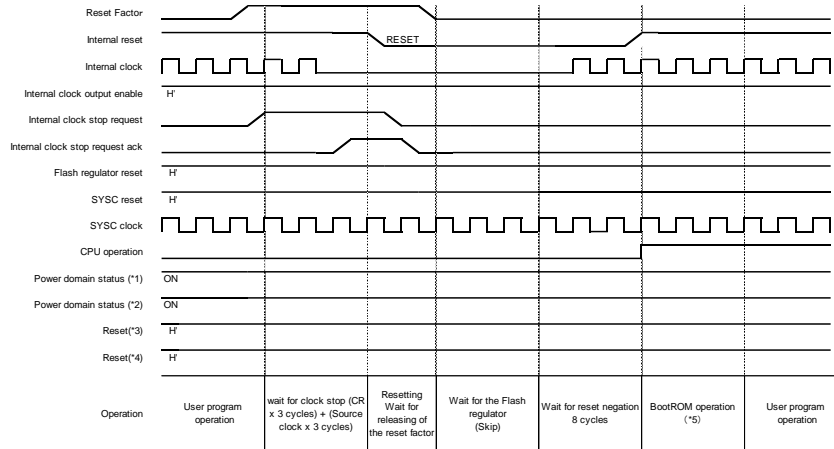 Reset Factor
Internal reset
RESET
Internal clock
Internal clock output enable
H'
Internal clock stop request
Internal clock stop request ack
Flash regulator reset
H'
SYSC reset
H'
SYSC clock
CPU operation
Power domain status (*1)
ON
Power domain status (*2)
ON
Reset(*3)
H'
Reset(*4)
H'
Operation
User program
operation
wait for clock stop (CR
x 3 cycles) + (Source
clock x 3 cycles)
Resetting
Wait for
releasing of
the reset factor
Wait for the Flash
regulator
(Skip)
Wait for reset negation
8 cycles
BootROM operation
(*5)
User program
operation